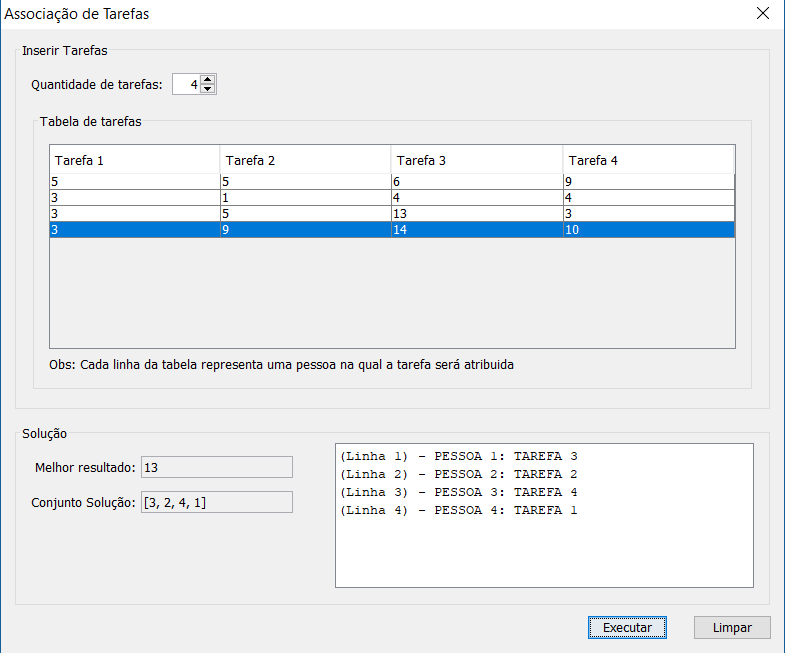 Associação de Tarefas
Inserir Tarefas
Quantidade de tarefas: 4
Tabela de tarefas
Tarefa 1 Tarefa 2 Tarefa 3 Tarefa 4
5 5 6 9
3 1 4 4
3 5 13 3
3 9 14 10
Obs: Cada linha da tabela representa uma pessoa na qual a tarefa será atribuida
Solução
Melhor resultado: 13
Conjunto Solução: [3, 2, 4, 1]
(Linha 1) - PESSOA 1: TAREFA 3
(Linha 2) - PESSOA 2: TAREFA 2
(Linha 3) - PESSOA 3: TAREFA 4
(Linha 4) - PESSOA 4: TAREFA 1
Executar Limpar